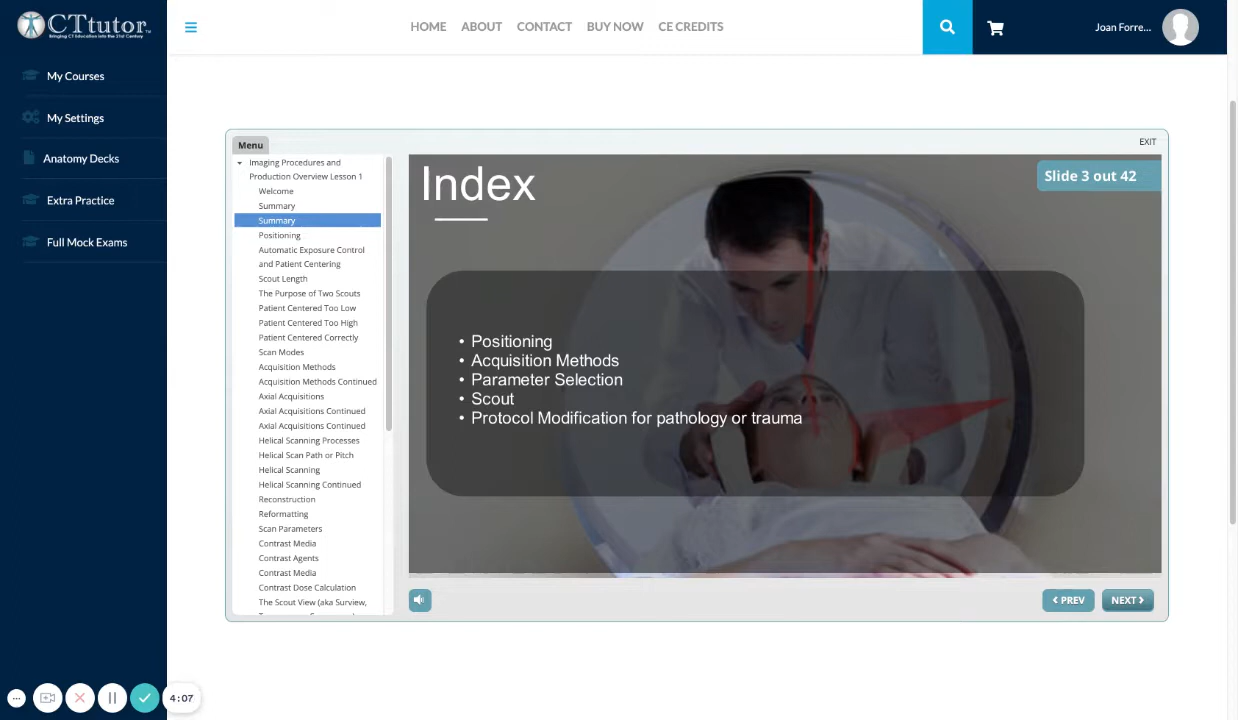 CTtutor
TM
Bringing CT Education into the 21st Century
HOME ABOUT CONTACT BUY NOW CE CREDITS
Joan Forre...
My Courses
My Settings
Anatomy Decks
Extra Practice
Full Mock Exams
Menu
EXIT
Imaging Procedures and
Production Overview Lesson 1
Welcome
Summary
Summary
Positioning
Automatic Exposure Control
and Patient Centering
Scout Length
The Purpose of Two Scouts
Patient Centered Too Low
Patient Centered Too High
Patient Centered Correctly
Scan Modes
Acquisition Methods
Acquisition Methods Continued
Axial Acquisitions
Axial Acquisitions Continued
Axial Acquisitions Continued
Helical Scanning Processes
Helical Scan Path or Pitch
Helical Scanning
Helical Scanning Continued
Reconstruction
Reformatting
Scan Parameters
Contrast Media
Contrast Agents
Contrast Media
Contrast Dose Calculation
The Scout View (aka Surview,
Index
Slide 3 out 42
• Positioning
• Acquisition Methods
• Parameter Selection
• Scout
• Protocol Modification for pathology or trauma
PREV
NEXT
4:07